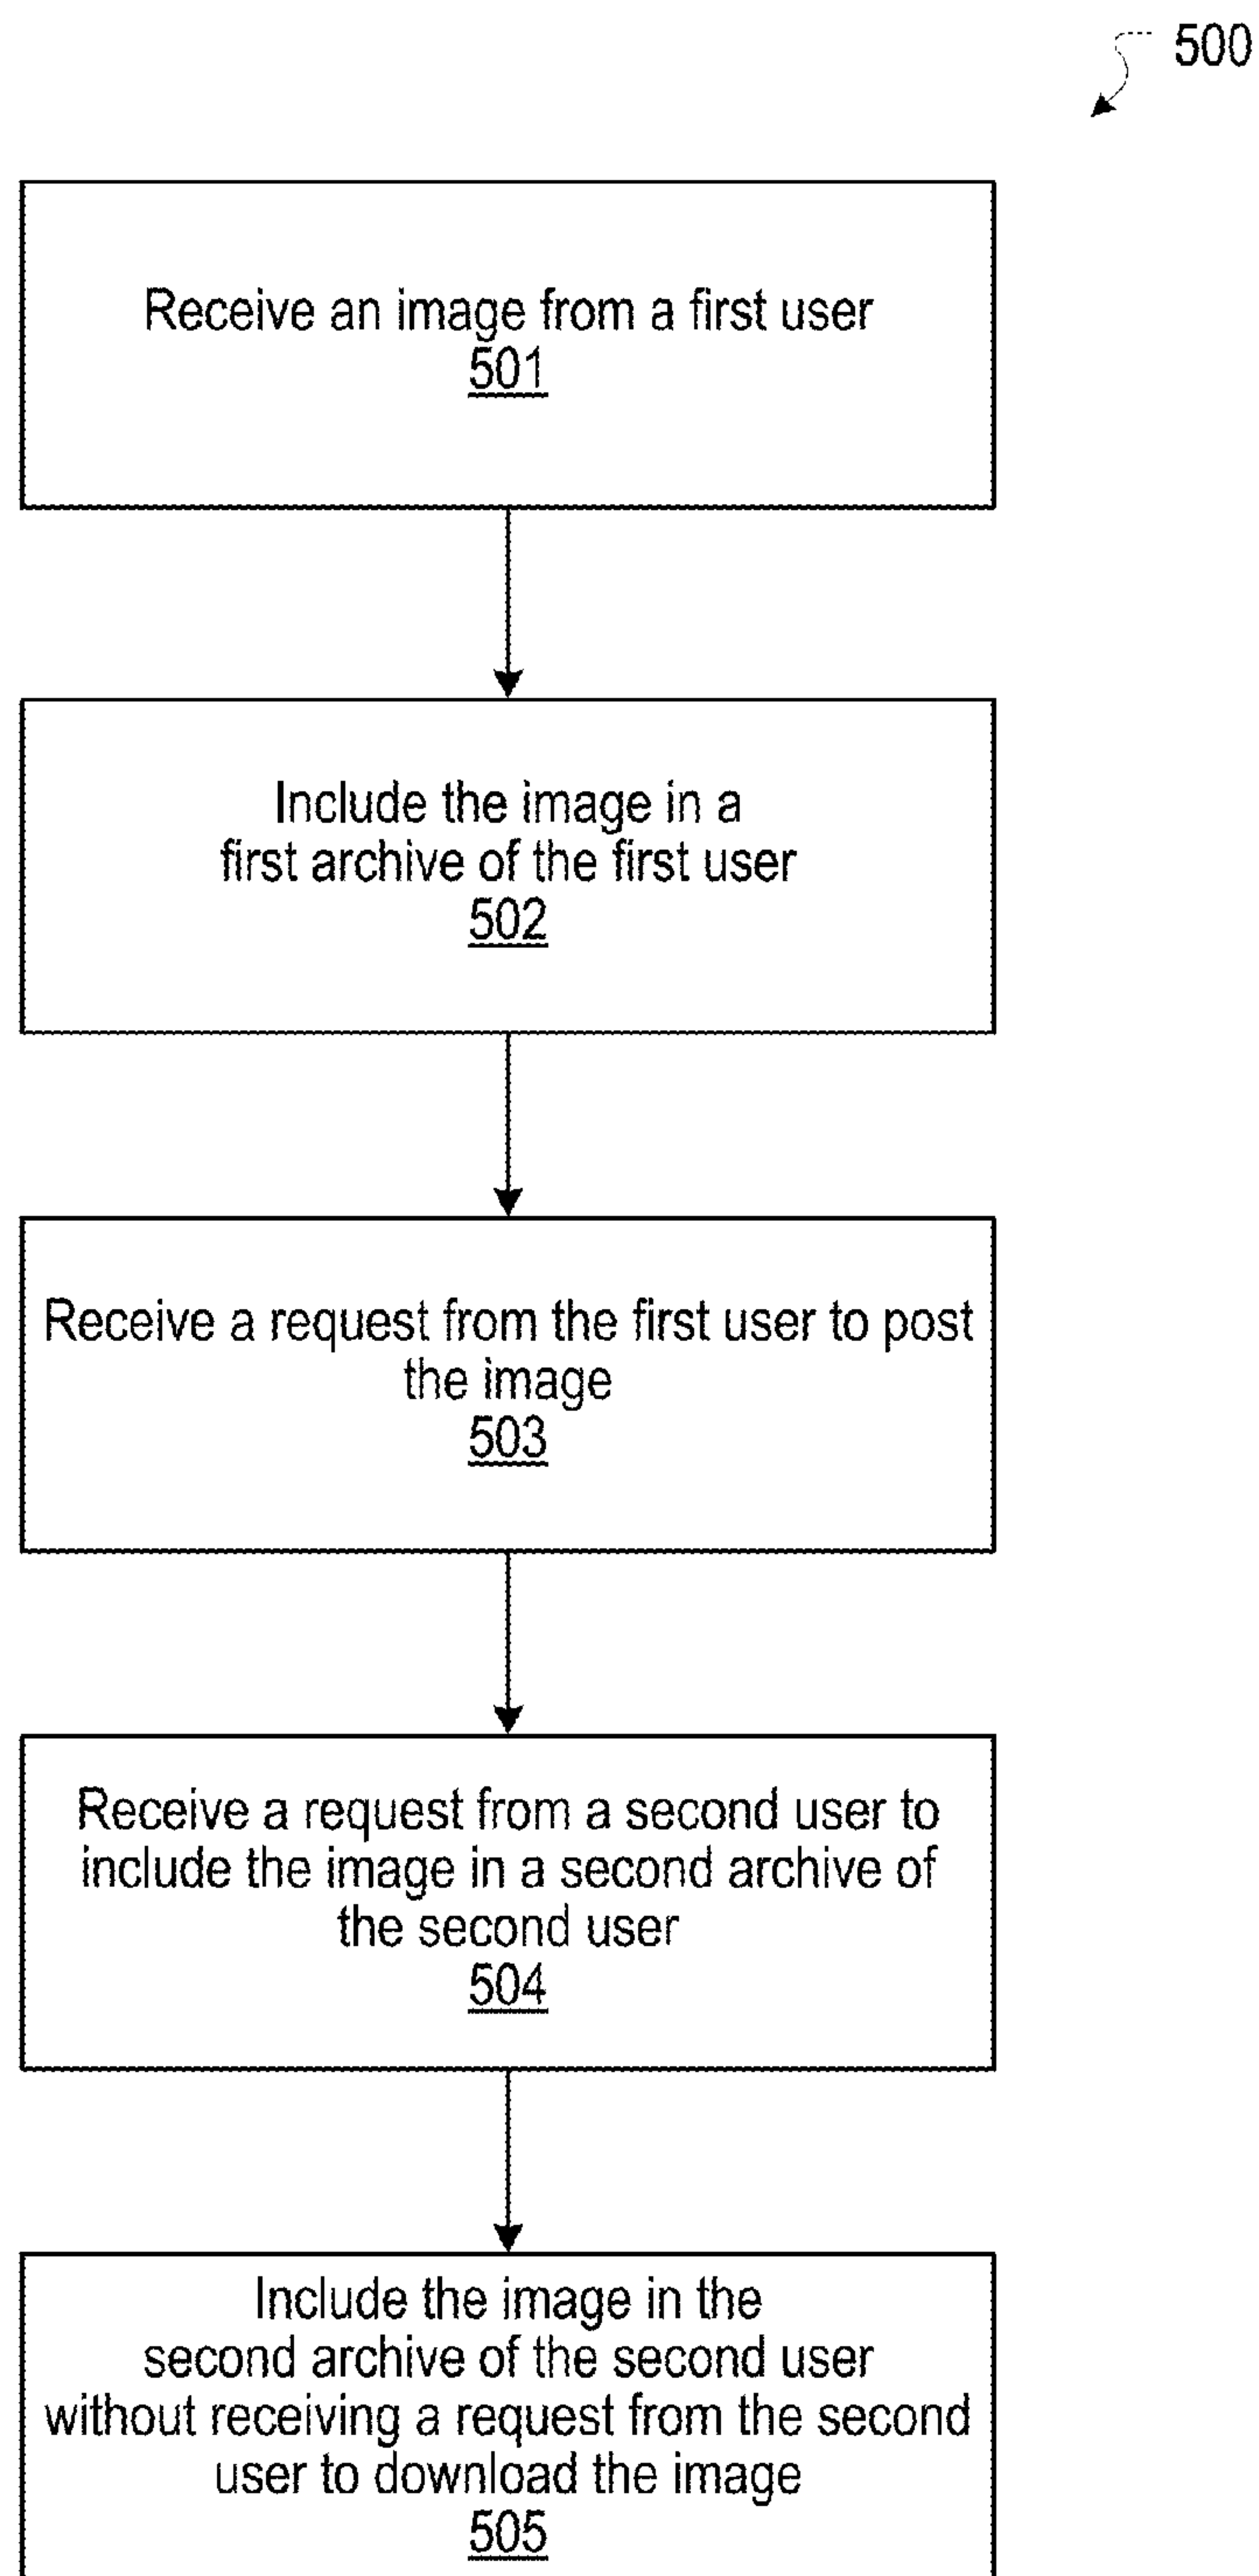 500
Receive an image from a first user
501
Include the image in a
first archive of the first user
502
Receive a request from the first user to post
the image
503
Receive a request from a second user to
include the image in a second archive of
the second user
504
Include the image in the
second archive of the second user
without receiving a request from the second
user to download the image
505